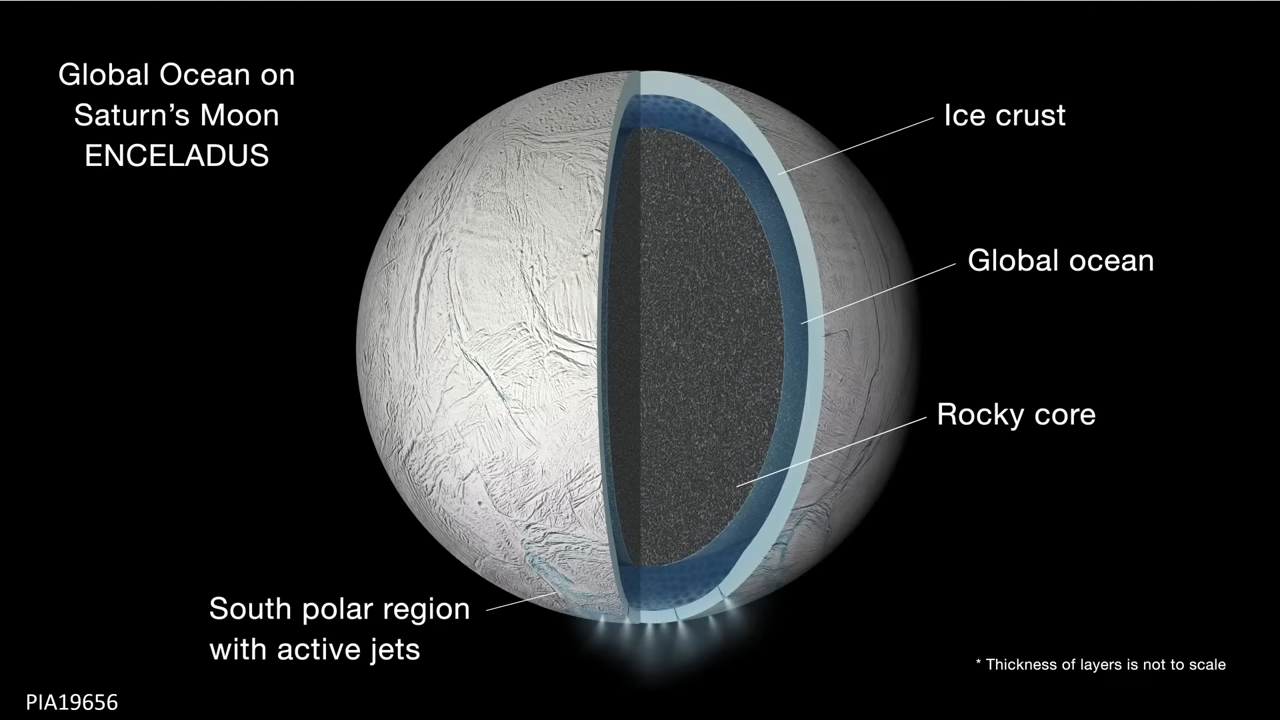 Global Ocean on
Saturn's Moon
ENCELADUS
Ice crust
Global ocean
Rocky core
South polar region
with active jets
* Thickness of layers is not to scale
PIA19656